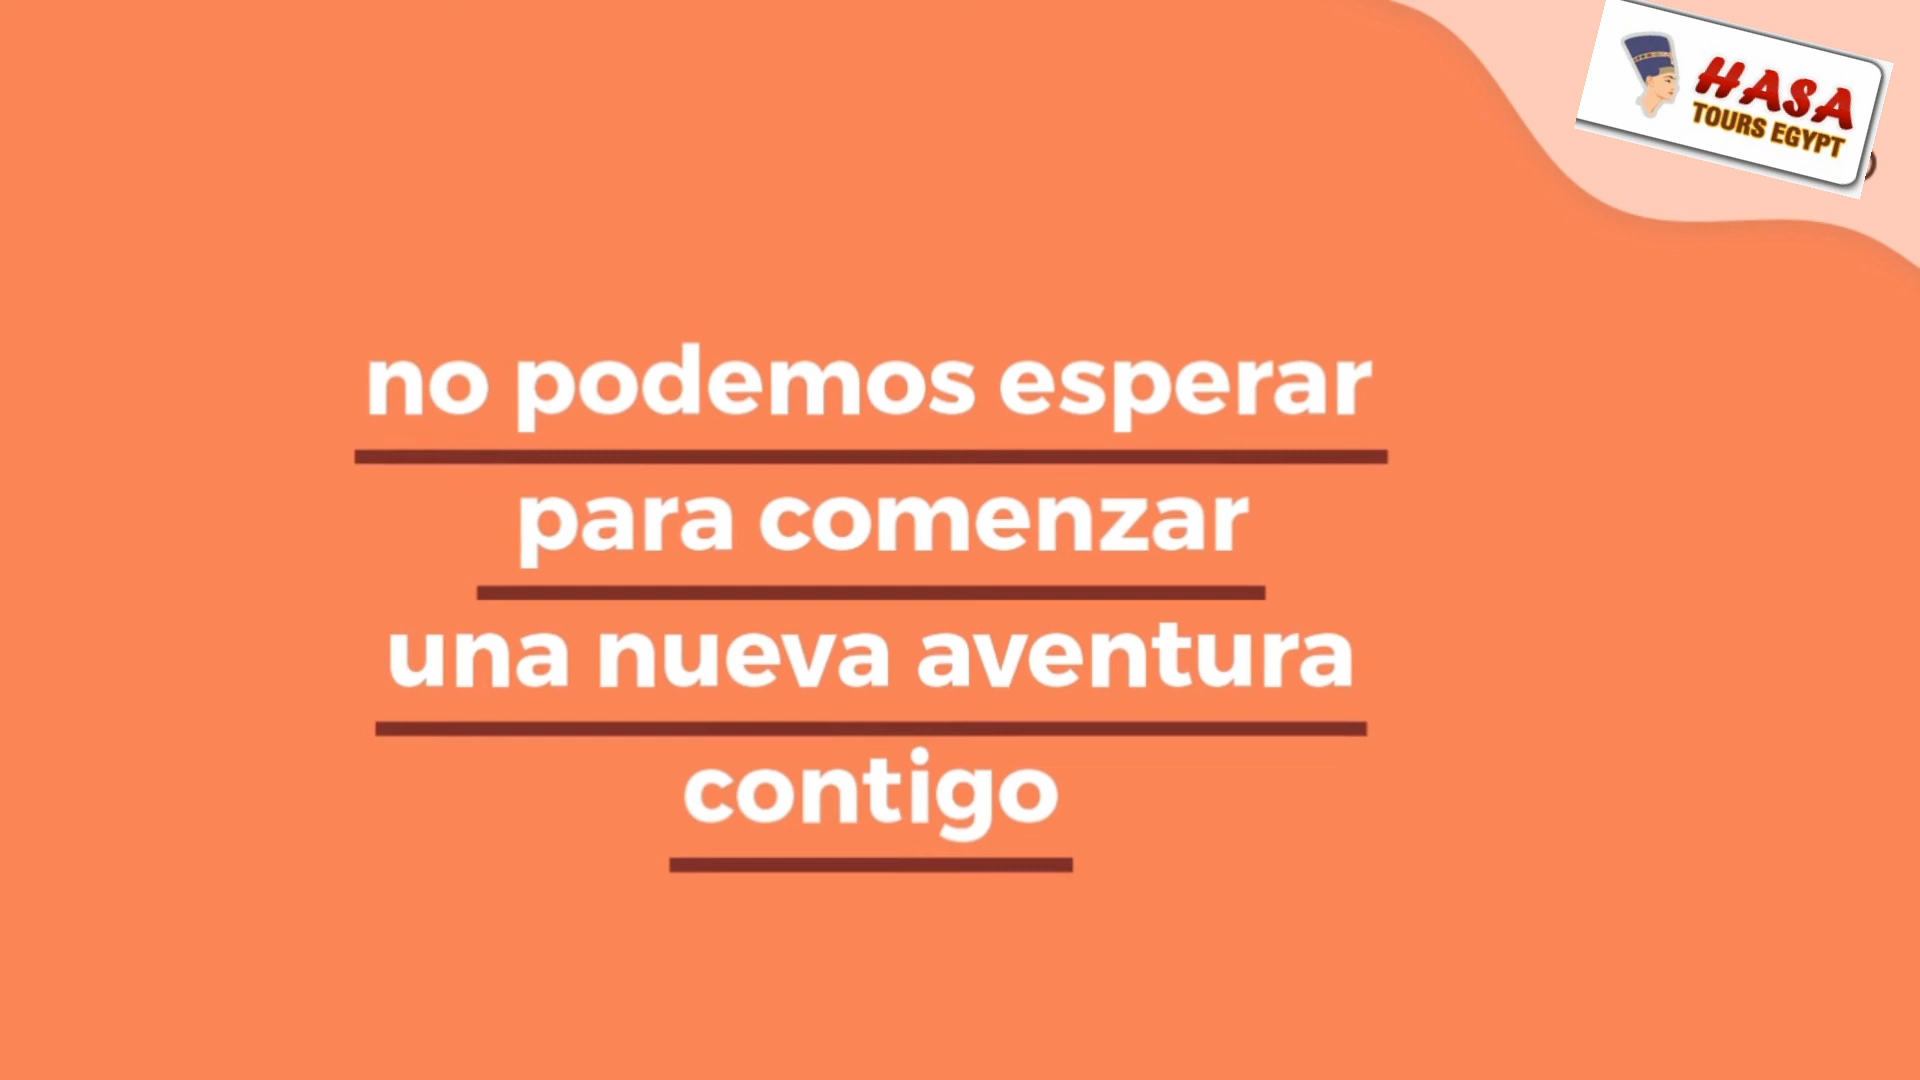 HASA
TOURS EGYPT
no podemos esperar
para comenzar
una nueva aventura
contigo